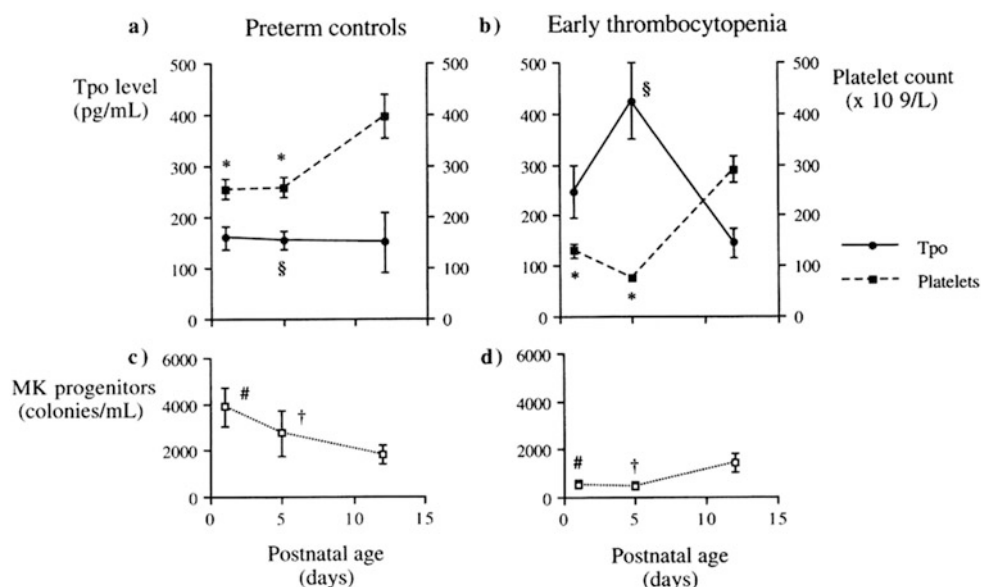 a) Preterm controls
b) Early thrombocytopenia
Tpo level
(pg/mL)
500
400
300
200
100
0
500
400
300
200
100
0
* *
§
500
400
300
200
100
0
500
400
300
200
100
0
§
* *
Platelet count
(x 10 9/L)
Tpo
Platelets
c)
MK progenitors
(colonies/mL)
6000
4000
2000
0
# †
0 5 10 15
Postnatal age
(days)
d)
6000
4000
2000
0
# †
0 5 10 15
Postnatal age
(days)